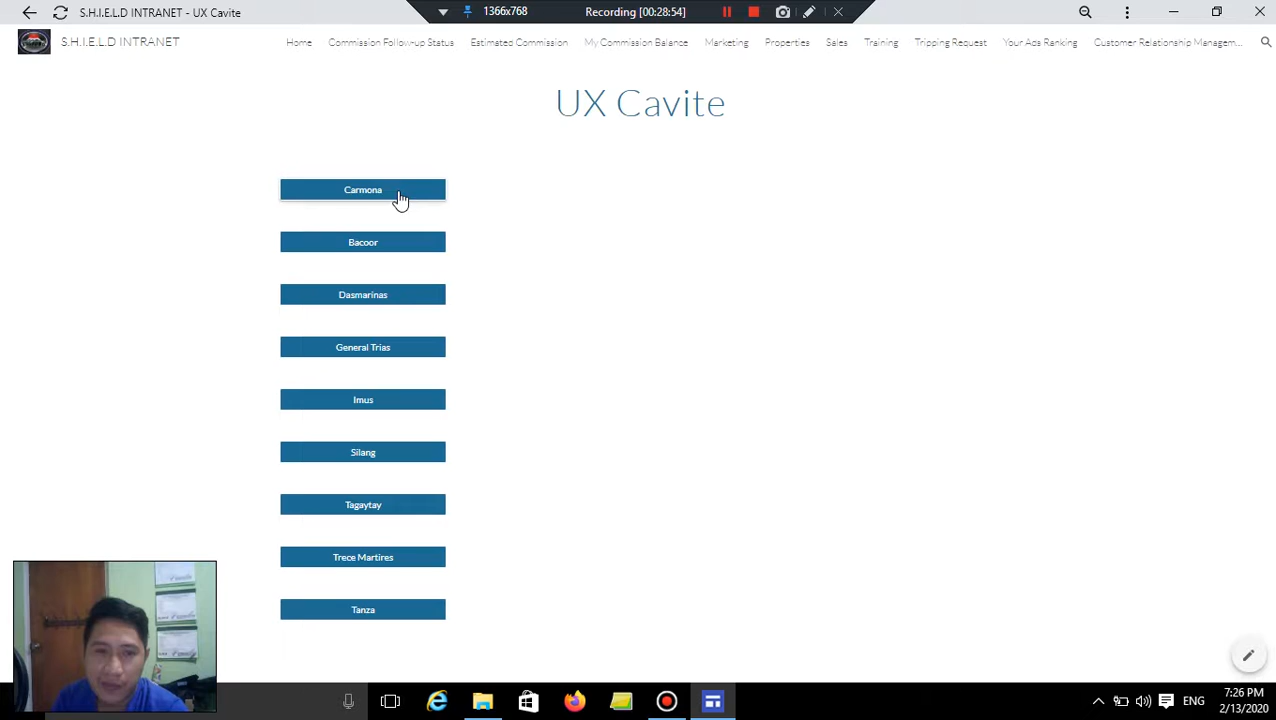 S.H.I.E.L.D INTRANET - UX Cavite
1366x768
Recording [00:28:54]
S.H.I.E.L.D INTRANET
Home
Commission Follow-up Status
Estimated Commission
My Commission Balance
Marketing
Properties
Sales
Training
Tripping Request
Your Ads Ranking
Customer Relationship Managem...
UX Cavite
Carmona
Bacoor
Dasmarinas
General Trias
Imus
Silang
Tagaytay
Trece Martires
Tanza
ENG
7:26 PM
2/13/2020